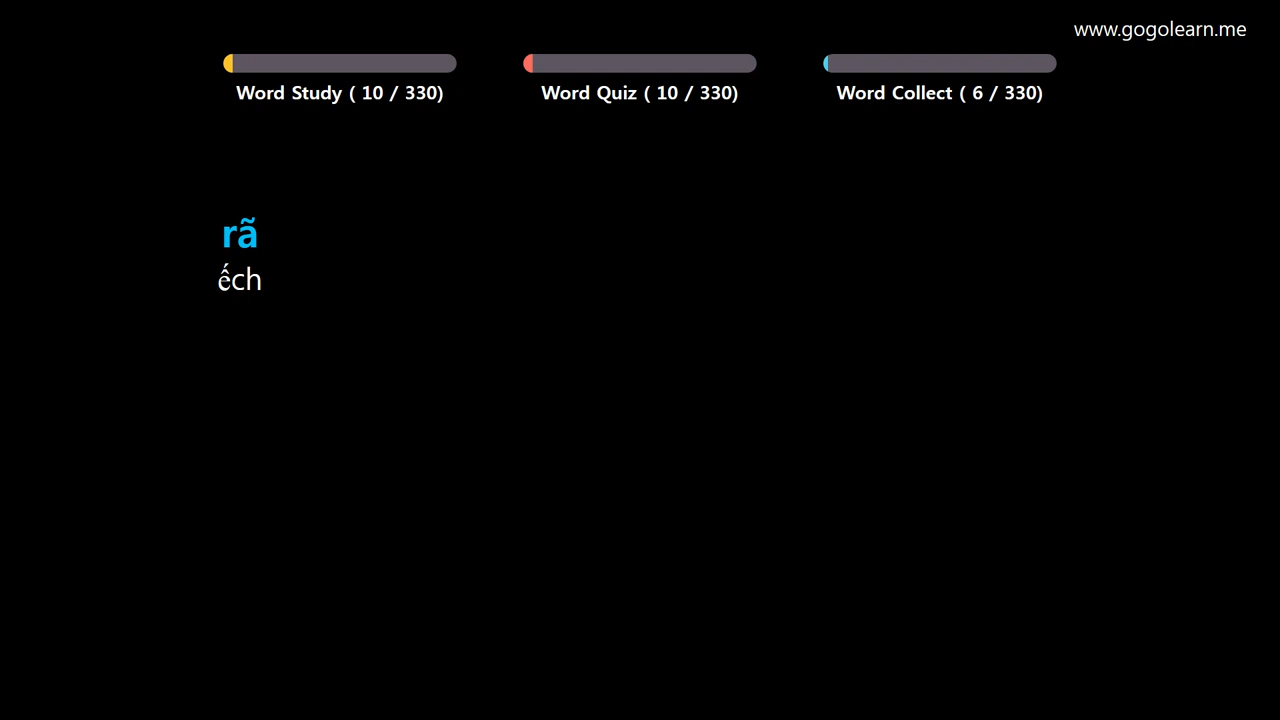 www.gogolearn.me
Word Study ( 10 / 330)
Word Quiz ( 10 / 330)
Word Collect ( 6 / 330)
rã
ếch